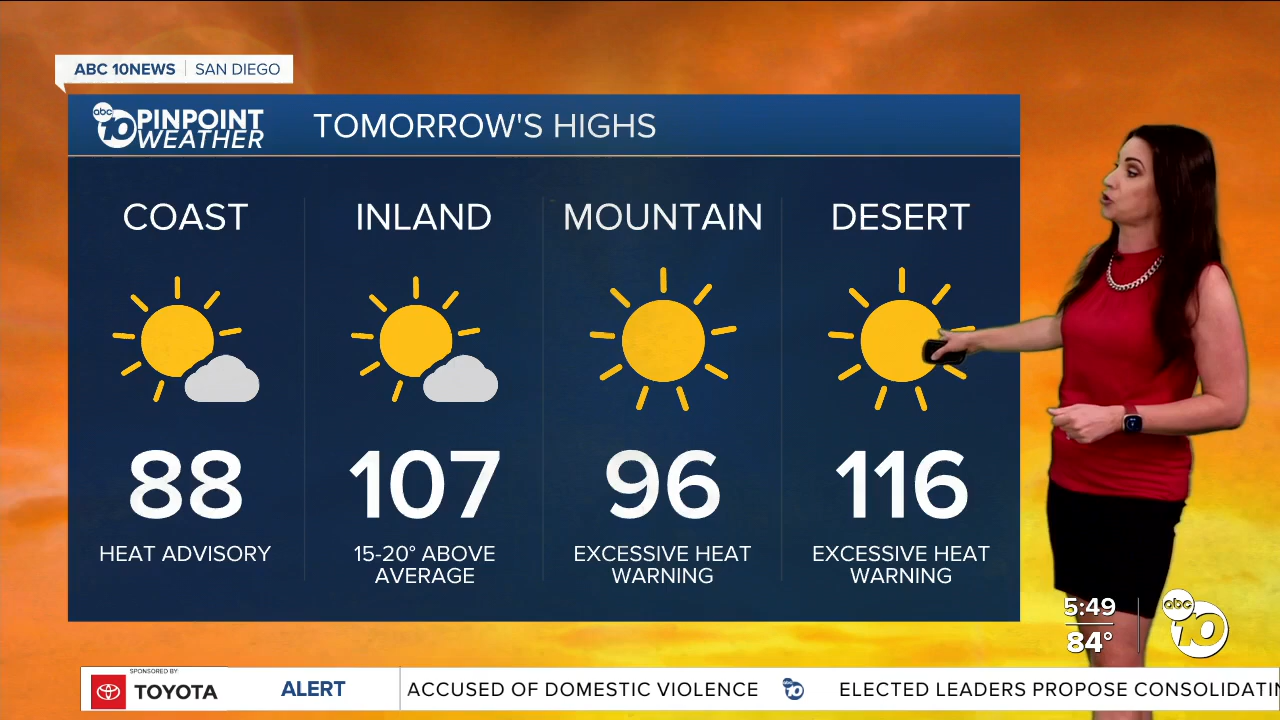 ABC 10NEWS | SAN DIEGO
abc 10 PINPOINT WEATHER
TOMORROW'S HIGHS
COAST
88
HEAT ADVISORY
INLAND
107
15-20° ABOVE
AVERAGE
MOUNTAIN
96
EXCESSIVE HEAT
WARNING
DESERT
116
EXCESSIVE HEAT
WARNING
5:49
84°
abc 10
SPONSORED BY:
TOYOTA
ALERT
ACCUSED OF DOMESTIC VIOLENCE
ELECTED LEADERS PROPOSE CONSOLIDATIN